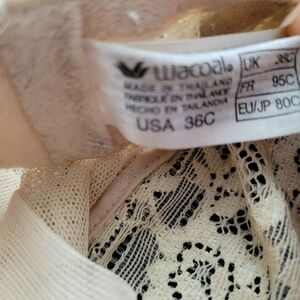 wacoal
MADE IN THAILAND
FABRIQUÉ EN THAILANDE
HECHO EN TAILANDIA
USA 36C
UK 36C
FR 95C
EU/JP 80C